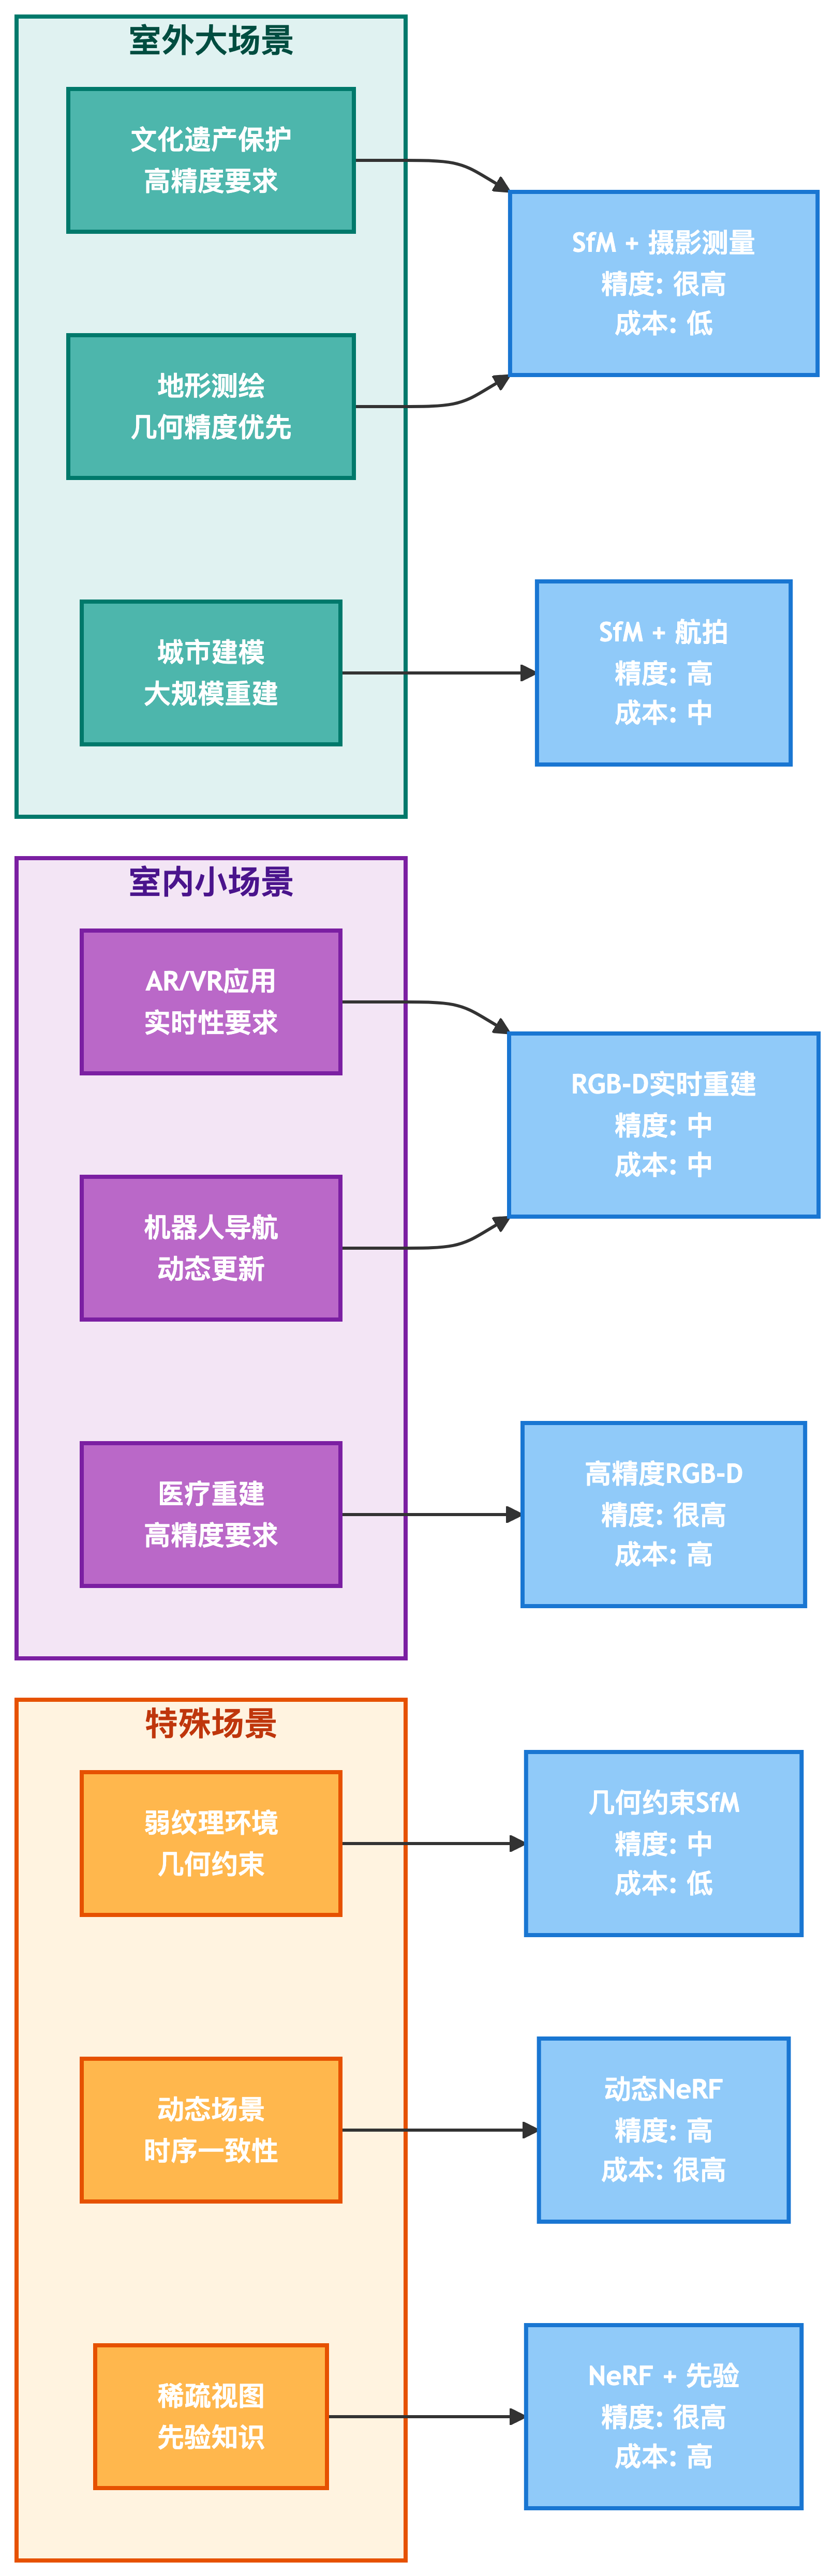 室外大场景
文化遗产保护
高精度要求
SfM + 摄影测量
精度: 很高
成本: 低
地形测绘
几何精度优先
城市建模
大规模重建
SfM + 航拍
精度: 高
成本: 中
室内小场景
AR/VR应用
实时性要求
RGB-D实时重建
精度: 中
成本: 中
机器人导航
动态更新
医疗重建
高精度要求
高精度RGB-D
精度: 很高
成本: 高
特殊场景
弱纹理环境
几何约束
几何约束SfM
精度: 中
成本: 低
动态场景
时序一致性
动态NeRF
精度: 高
成本: 很高
稀疏视图
先验知识
NeRF + 先验
精度: 很高
成本: 高